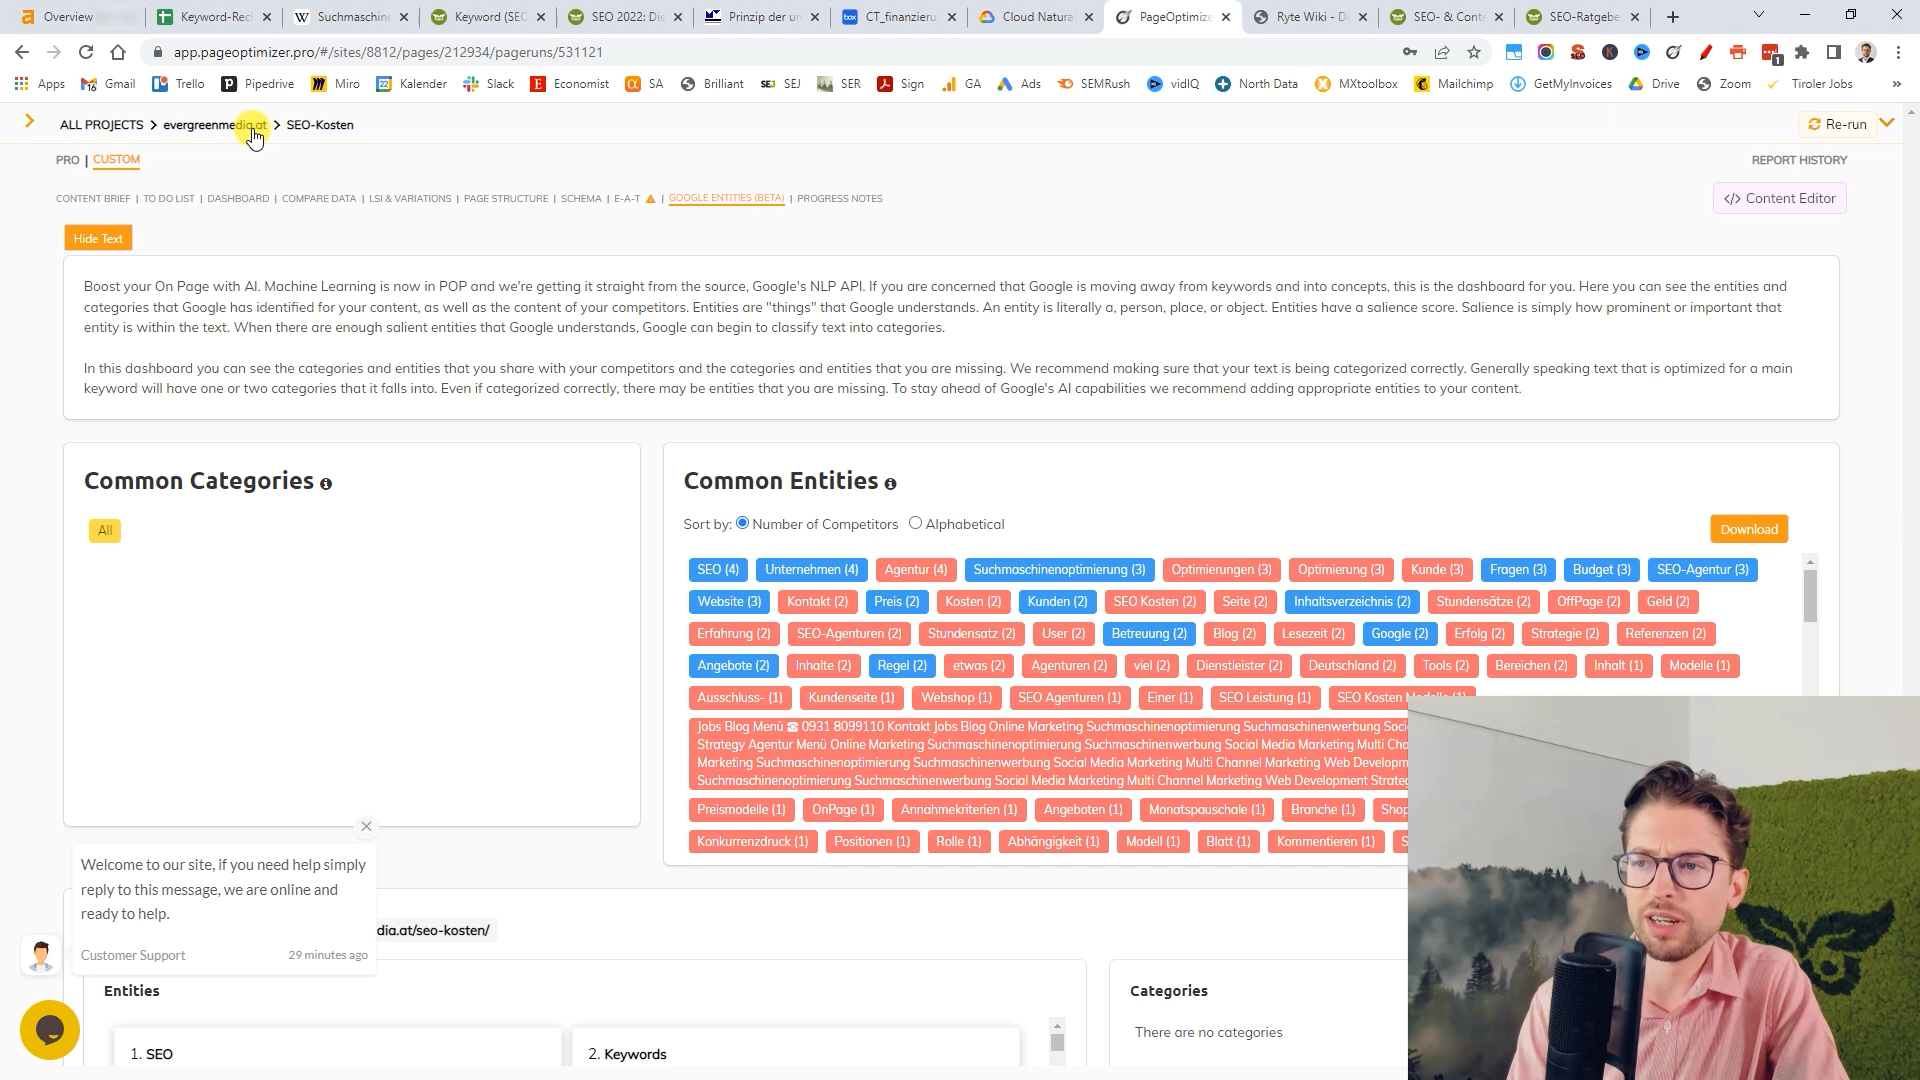 Overview
Keyword-Rec
Suchmaschin
Keyword (SEO
SEO 2022: Die
Prinzip der un
CT_finanzieru
Cloud Natura
PageOptimize
Ryte Wiki - D
SEO- & Conte
SEO-Ratgebe
app.pageoptimizer.pro/#/sites/8812/pages/212934/pageruns/531121
Apps Gmail Trello Pipedrive Miro Kalender Slack Economist SA Brilliant SEJ SER Sign GA Ads SEMRush vidIQ North Data MXtoolbox Mailchimp GetMyInvoices Drive Zoom Tiroler Jobs »
ALL PROJECTS > evergreenmedia.at > SEO-Kosten
Re-run
PRO | CUSTOM
REPORT HISTORY
CONTENT BRIEF | TO DO LIST | DASHBOARD | COMPARE DATA | LSI & VARIATIONS | PAGE STRUCTURE | SCHEMA | E-A-T | GOOGLE ENTITIES (BETA) | PROGRESS NOTES
</> Content Editor
Hide Text
Boost your On Page with AI. Machine Learning is now in POP and we're getting it straight from the source, Google's NLP API. If you are concerned that Google is moving away from keywords and into concepts, this is the dashboard for you. Here you can see the entities and
categories that Google has identified for your content, as well as the content of your competitors. Entities are "things" that Google understands. An entity is literally a, person, place, or object. Entities have a salience score. Salience is simply how prominent or important that
entity is within the text. When there are enough salient entities that Google understands, Google can begin to classify text into categories.
In this dashboard you can see the categories and entities that you share with your competitors and the categories and entities that you are missing. We recommend making sure that your text is being categorized correctly. Generally speaking text that is optimized for a main
keyword will have one or two categories that it falls into. Even if categorized correctly, there may be entities that you are missing. To stay ahead of Google's AI capabilities we recommend adding appropriate entities to your content.
Common Categories
All
Common Entities
Sort by: Number of Competitors Alphabetical
Download
SEO (4) Unternehmen (4) Agentur (4) Suchmaschinenoptimierung (3) Optimierungen (3) Optimierung (3) Kunde (3) Fragen (3) Budget (3) SEO-Agentur (3)
Website (3) Kontakt (2) Preis (2) Kosten (2) Kunden (2) SEO Kosten (2) Seite (2) Inhaltsverzeichnis (2) Stundensätze (2) OffPage (2) Geld (2)
Erfahrung (2) SEO-Agenturen (2) Stundensatz (2) User (2) Betreuung (2) Blog (2) Lesezeit (2) Google (2) Erfolg (2) Strategie (2) Referenzen (2)
Angebote (2) Inhalte (2) Regel (2) etwas (2) Agenturen (2) viel (2) Dienstleister (2) Deutschland (2) Tools (2) Bereichen (2) Inhalt (1) Modelle (1)
Ausschluss- (1) Kundenseite (1) Webshop (1) SEO Agenturen (1) Einer (1) SEO Leistung (1) SEO Kosten Modelle (1)
Jobs Blog Menü ☎ 0931 8099110 Kontakt Jobs Blog Online Marketing Suchmaschinenoptimierung Suchmaschinenwerbung Soci
Strategy Agentur Menü Online Marketing Suchmaschinenoptimierung Suchmaschinenwerbung Social Media Marketing Multi Cha
Marketing Suchmaschinenoptimierung Suchmaschinenwerbung Social Media Marketing Multi Channel Marketing Web Developm
Suchmaschinenoptimierung Suchmaschinenwerbung Social Media Marketing Multi Channel Marketing Web Development Strateg
Preismodelle (1) OnPage (1) Annahmekriterien (1) Angeboten (1) Monatspauschale (1) Branche (1) Shop
Konkurrenzdruck (1) Positionen (1) Rolle (1) Abhängigkeit (1) Modell (1) Blatt (1) Kommentieren (1) S
Welcome to our site, if you need help simply
reply to this message, we are online and
ready to help.
Customer Support 29 minutes ago
dia.at/seo-kosten/
Entities
1. SEO
2. Keywords
Categories
There are no categories